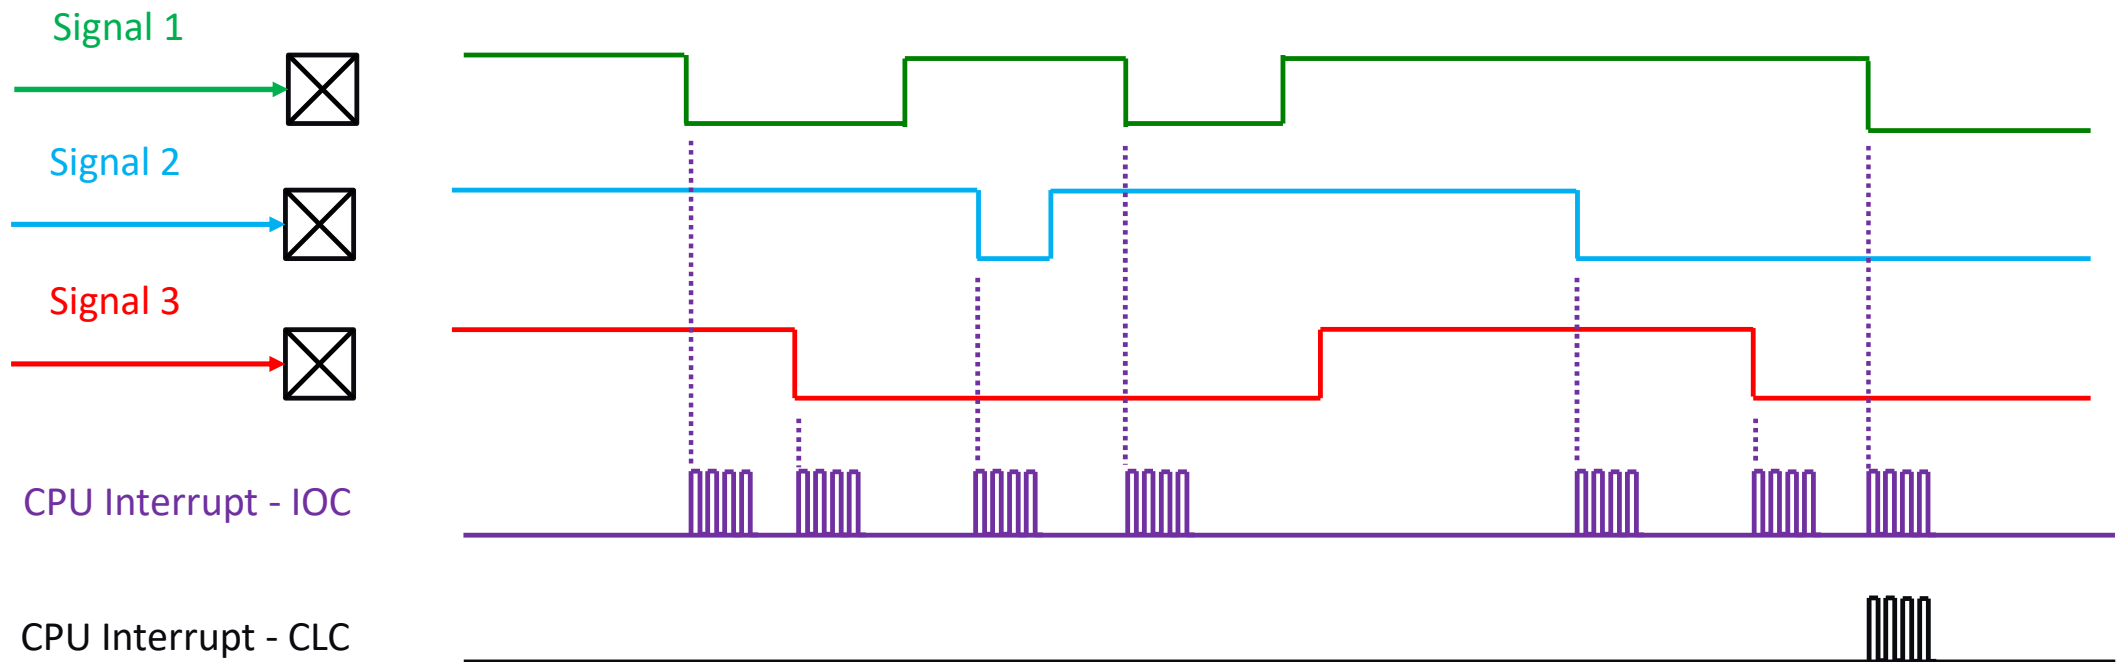 Signal 1
Signal 2
Signal 3
CPU Interrupt - IOC
CPU Interrupt - CLC